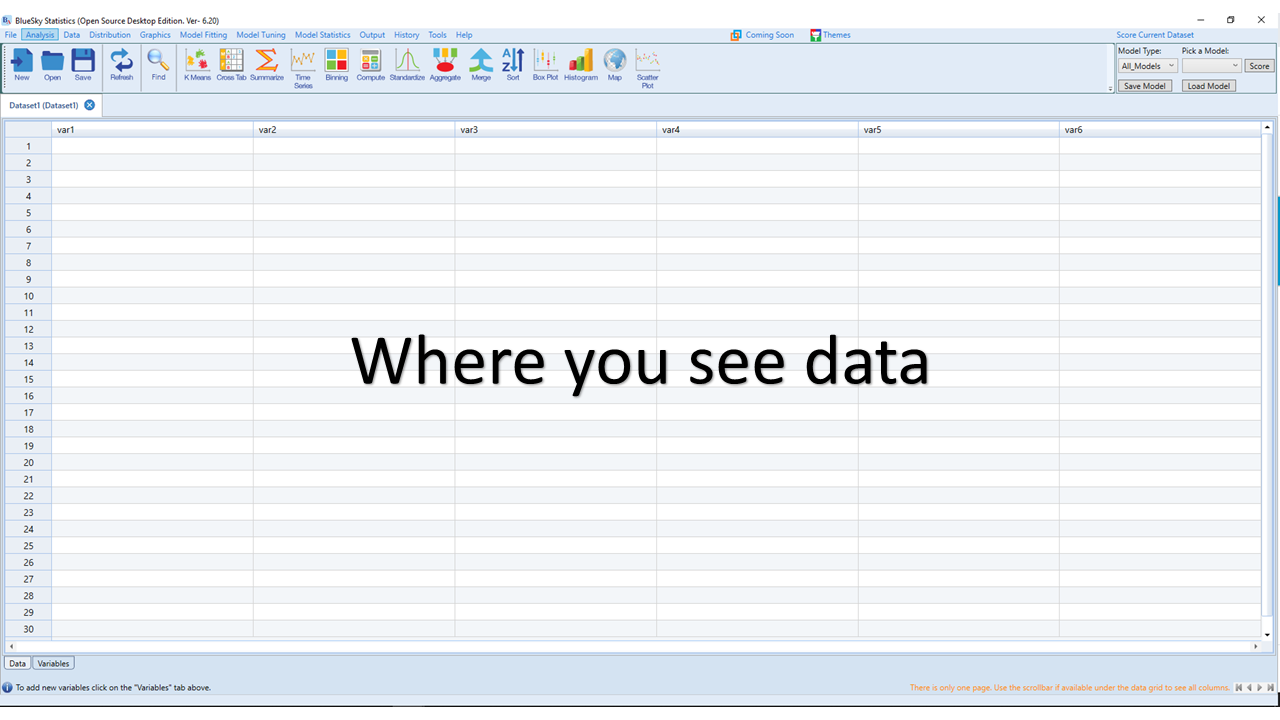 BlueSky Statistics (Open Source Desktop Edition. Ver- 6.20)
File Analysis Data Distribution Graphics Model Fitting Model Tuning Model Statistics Output History Tools Help Coming Soon Themes Score Current Dataset
New Open Save Refresh Find K Means Cross Tab Summarize Time Series Binning Compute Standardize Aggregate Merge Sort Box Plot Histogram Map Scatter Plot
Model Type: Pick a Model:
All_Models Score
Save Model Load Model
Dataset1 (Dataset1)
var1 var2 var3 var4 var5 var6
1
2
3
4
5
6
7
8
9
10
11
12
13
14
15
16
17
18
19
20
21
22
23
24
25
26
27
28
29
30
Where you see data
Data Variables
To add new variables click on the "Variables" tab above.
There is only one page. Use the scrollbar if available under the data grid to see all columns.